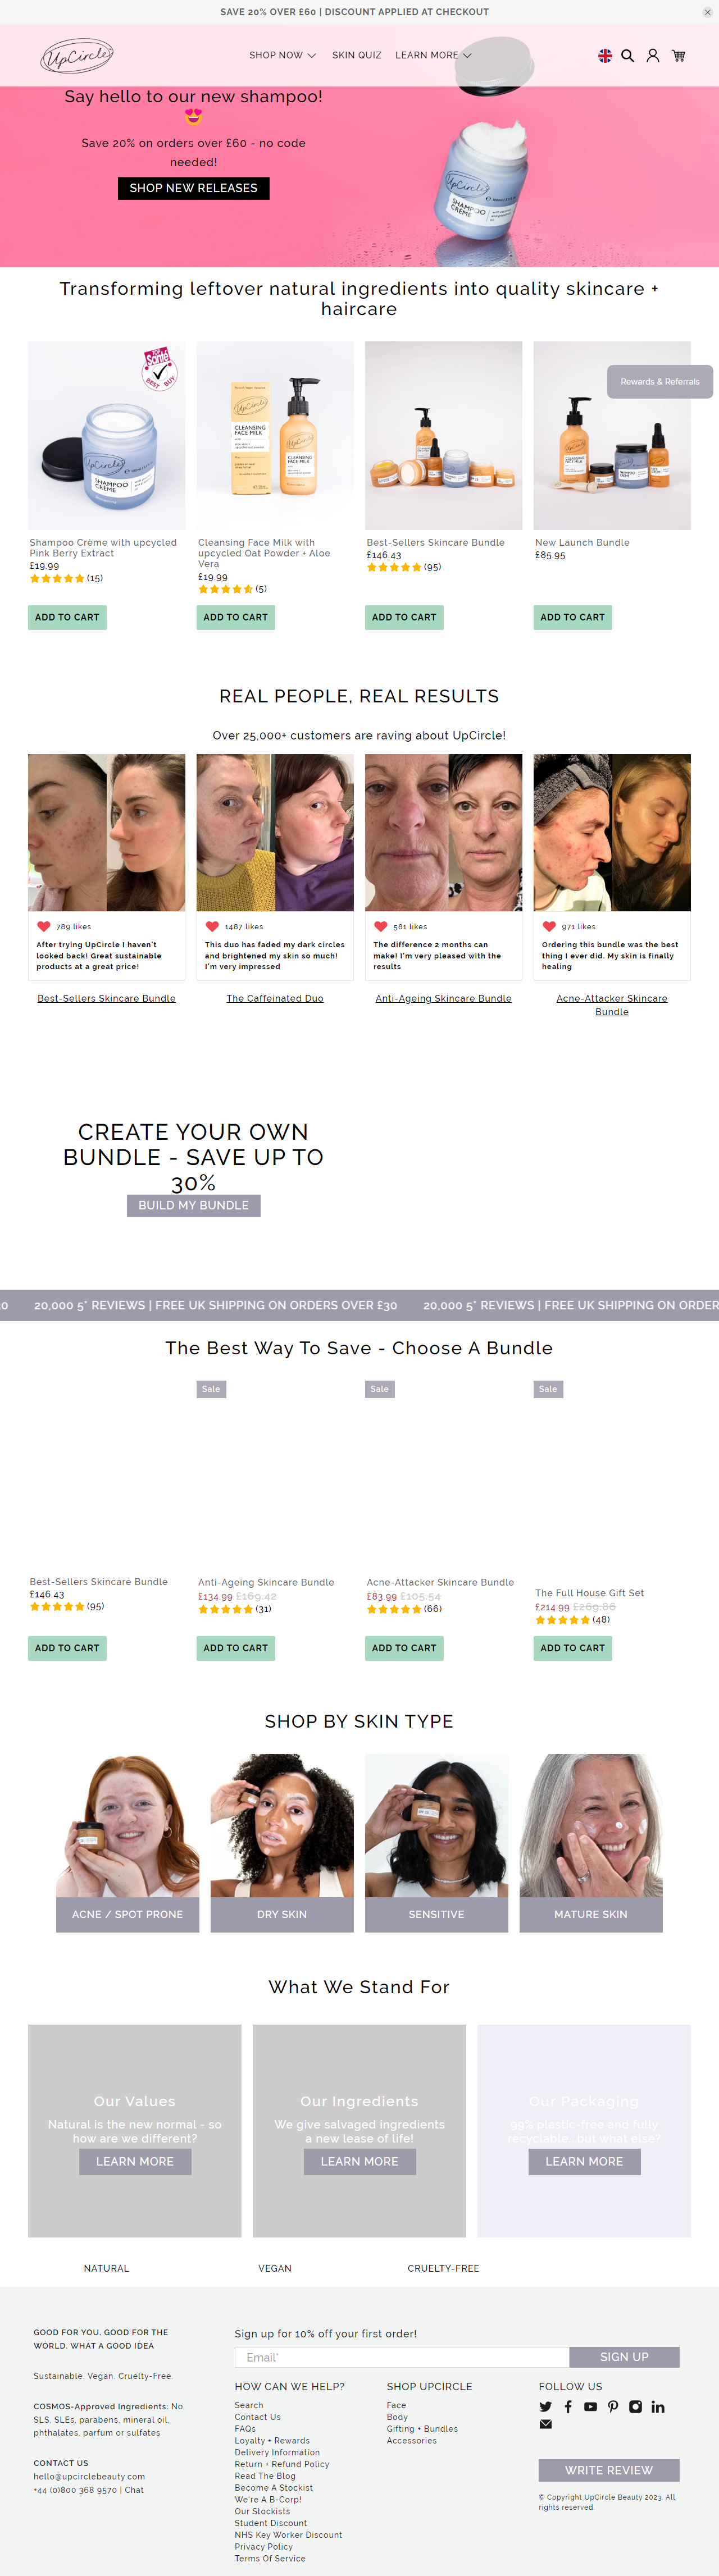 SAVE 20% OVER £60 | DISCOUNT APPLIED AT CHECKOUT
UpCircle
SHOP NOW
SKIN QUIZ
LEARN MORE
Say hello to our new shampoo!
😍
Save 20% on orders over £60 - no code
needed!
SHOP NEW RELEASES
UpCircle
SHAMPOO
CRÈME
Transforming leftover natural ingredients into quality skincare +
haircare
Santé
BEST BUY
UpCircle
SHAMPOO
CRÈME
UpCircle
CLEANSING
FACE MILK
UpCircle
CLEANSING
FACE MILK
Rewards & Referrals
Shampoo Crème with upcycled
Pink Berry Extract
£19.99
(15)
ADD TO CART
Cleansing Face Milk with
upcycled Oat Powder + Aloe
Vera
£19.99
(5)
ADD TO CART
Best-Sellers Skincare Bundle
£146.43
(95)
ADD TO CART
New Launch Bundle
£85.95
ADD TO CART
REAL PEOPLE, REAL RESULTS
Over 25,000+ customers are raving about UpCircle!
789 likes
After trying UpCircle I haven't
looked back! Great sustainable
products at a great price!
Best-Sellers Skincare Bundle
1487 likes
This duo has faded my dark circles
and brightened my skin so much!
I'm very impressed
The Caffeinated Duo
581 likes
The difference 2 months can
make! I'm very pleased with the
results
Anti-Ageing Skincare Bundle
971 likes
Ordering this bundle was the best
thing I ever did. My skin is finally
healing
Acne-Attacker Skincare
Bundle
CREATE YOUR OWN
BUNDLE - SAVE UP TO
30%
BUILD MY BUNDLE
0 20,000 5* REVIEWS | FREE UK SHIPPING ON ORDERS OVER £30 20,000 5* REVIEWS | FREE UK SHIPPING ON ORDER
The Best Way To Save - Choose A Bundle
Best-Sellers Skincare Bundle
£146.43
(95)
ADD TO CART
Sale
Anti-Ageing Skincare Bundle
£134.99 £169.42
(31)
ADD TO CART
Sale
Acne-Attacker Skincare Bundle
£83.99 £105.54
(66)
ADD TO CART
Sale
The Full House Gift Set
£214.99 £269.86
(48)
ADD TO CART
SHOP BY SKIN TYPE
ACNE / SPOT PRONE
DRY SKIN
SENSITIVE
MATURE SKIN
What We Stand For
Our Values
Natural is the new normal - so
how are we different?
LEARN MORE
Our Ingredients
We give salvaged ingredients
a new lease of life!
LEARN MORE
Our Packaging
99% plastic-free and fully
recyclable... but what else?
LEARN MORE
NATURAL
VEGAN
CRUELTY-FREE
GOOD FOR YOU. GOOD FOR THE
WORLD. WHAT A GOOD IDEA
Sustainable. Vegan. Cruelty-Free.
COSMOS-Approved Ingredients: No
SLS, SLEs, parabens, mineral oil,
phthalates, parfum or sulfates
CONTACT US
hello@upcirclebeauty.com
+44 (0)800 368 9570 | Chat
Sign up for 10% off your first order!
Email*
SIGN UP
HOW CAN WE HELP?
Search
Contact Us
FAQs
Loyalty + Rewards
Delivery Information
Return + Refund Policy
Read The Blog
Become A Stockist
We're A B-Corp!
Our Stockists
Student Discount
NHS Key Worker Discount
Privacy Policy
Terms Of Service
SHOP UPCIRCLE
Face
Body
Gifting + Bundles
Accessories
FOLLOW US
WRITE REVIEW
© Copyright UpCircle Beauty 2023. All
rights reserved.